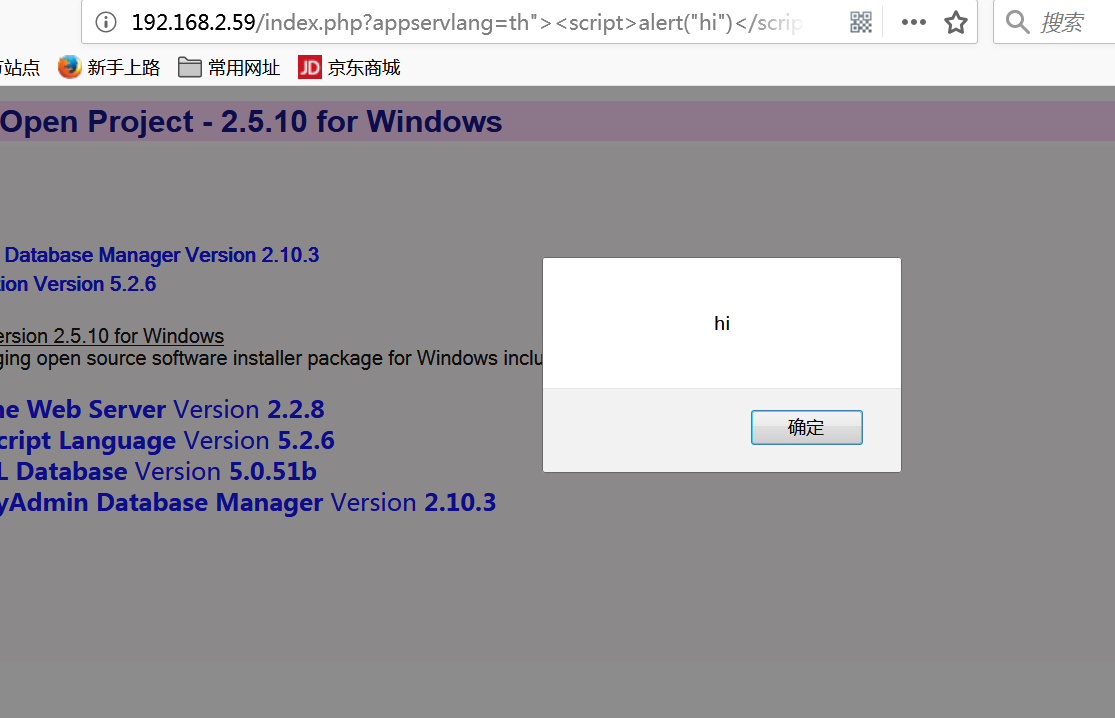 192.168.2.59/index.php?appservlang=th"><script>alert("hi")</scrip
搜索
站点 新手上路 常用网址 JD 京东商城
Open Project - 2.5.10 for Windows
Database Manager Version 2.10.3
ion Version 5.2.6
ersion 2.5.10 for Windows
ging open source software installer package for Windows inclu
hi
确定
ne Web Server Version 2.2.8
cript Language Version 5.2.6
L Database Version 5.0.51b
yAdmin Database Manager Version 2.10.3